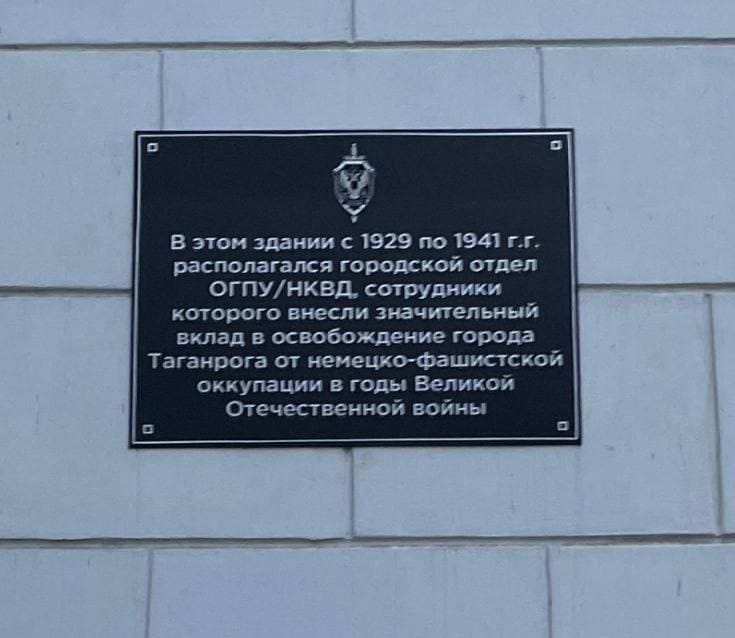 В этом здании с 1929 по 1941 г.г.
располагался городской отдел
ОГПУ/НКВД, сотрудники
которого внесли значительный
вклад в освобождение города
Таганрога от немецко-фашистской
оккупации в годы Великой
Отечественной войны